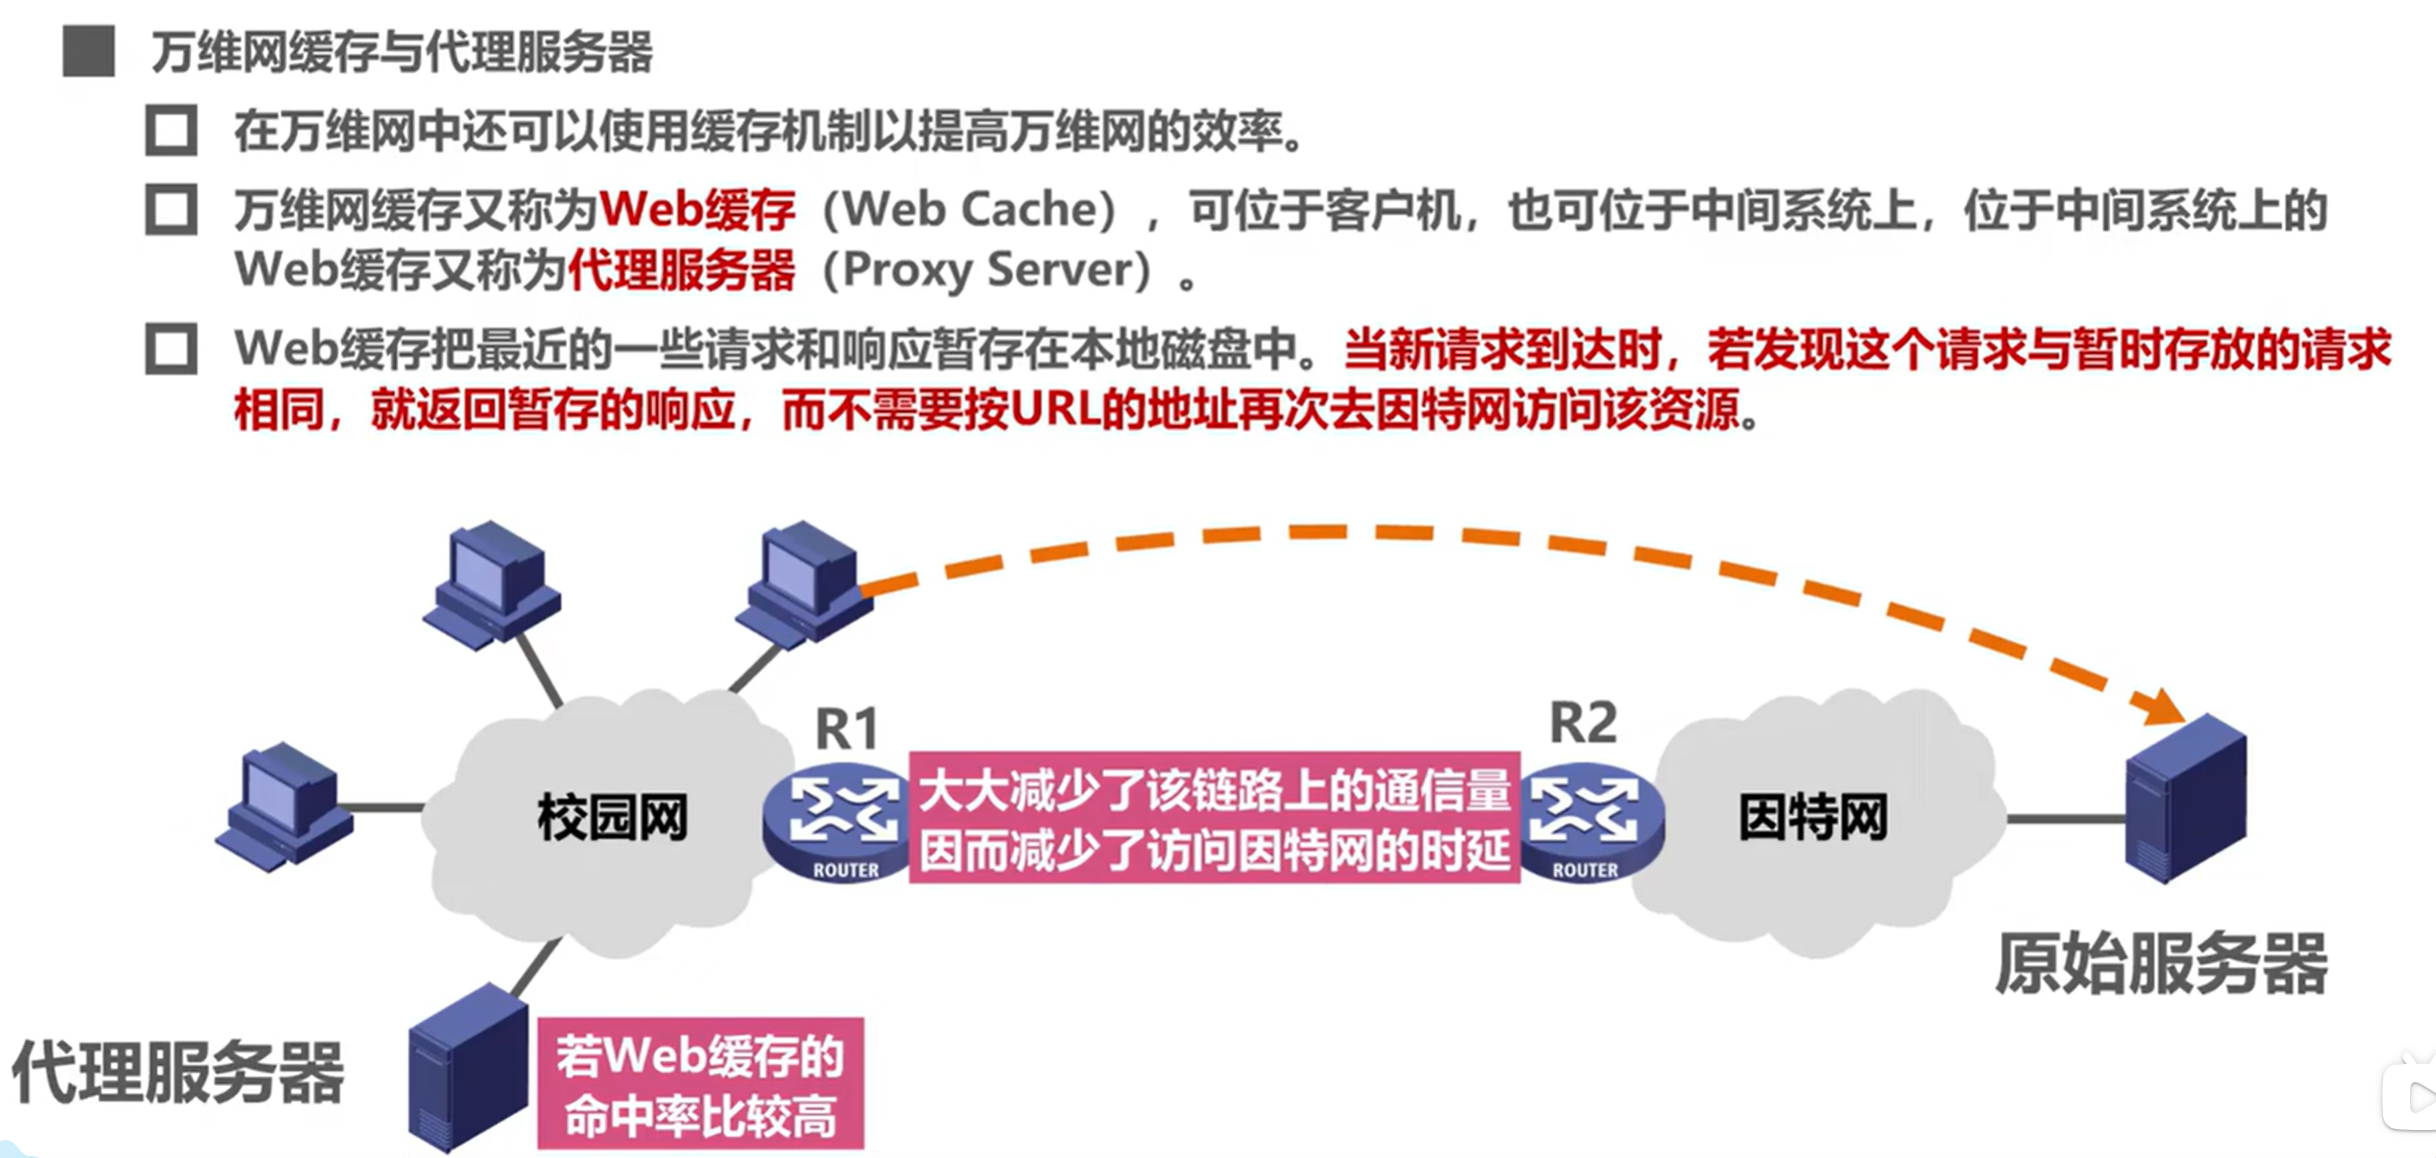 万维网缓存与代理服务器
在万维网中还可以使用缓存机制以提高万维网的效率。
万维网缓存又称为Web缓存（Web Cache），可位于客户机，也可位于中间系统上，位于中间系统上的
Web缓存又称为代理服务器（Proxy Server）。
Web缓存把最近的一些请求和响应暂存在本地磁盘中。当新请求到达时，若发现这个请求与暂时存放的请求
相同，就返回暂存的响应，而不需要按URL的地址再次去因特网访问该资源。
R1
R2
大大减少了该链路上的通信量
因而减少了访问因特网的时延
校园网
因特网
ROUTER
ROUTER
原始服务器
代理服务器
若Web缓存的
命中率比较高